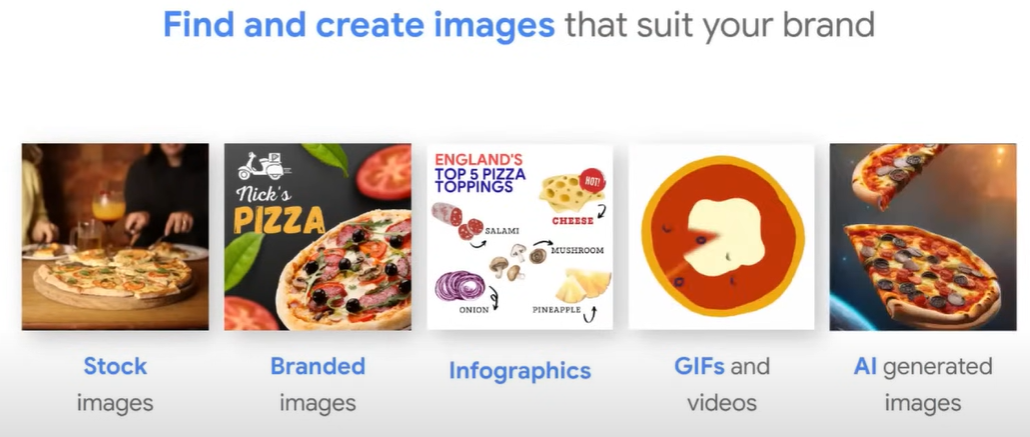 Find and create images that suit your brand
Nick's
PIZZA
ENGLAND'S
TOP 5 PIZZA
TOPPINGS
HOT!
CHEESE
SALAMI
MUSHROOM
ONION
PINEAPPLE
Stock
images
Branded
images
Infographics
GIFs and
videos
AI generated
images